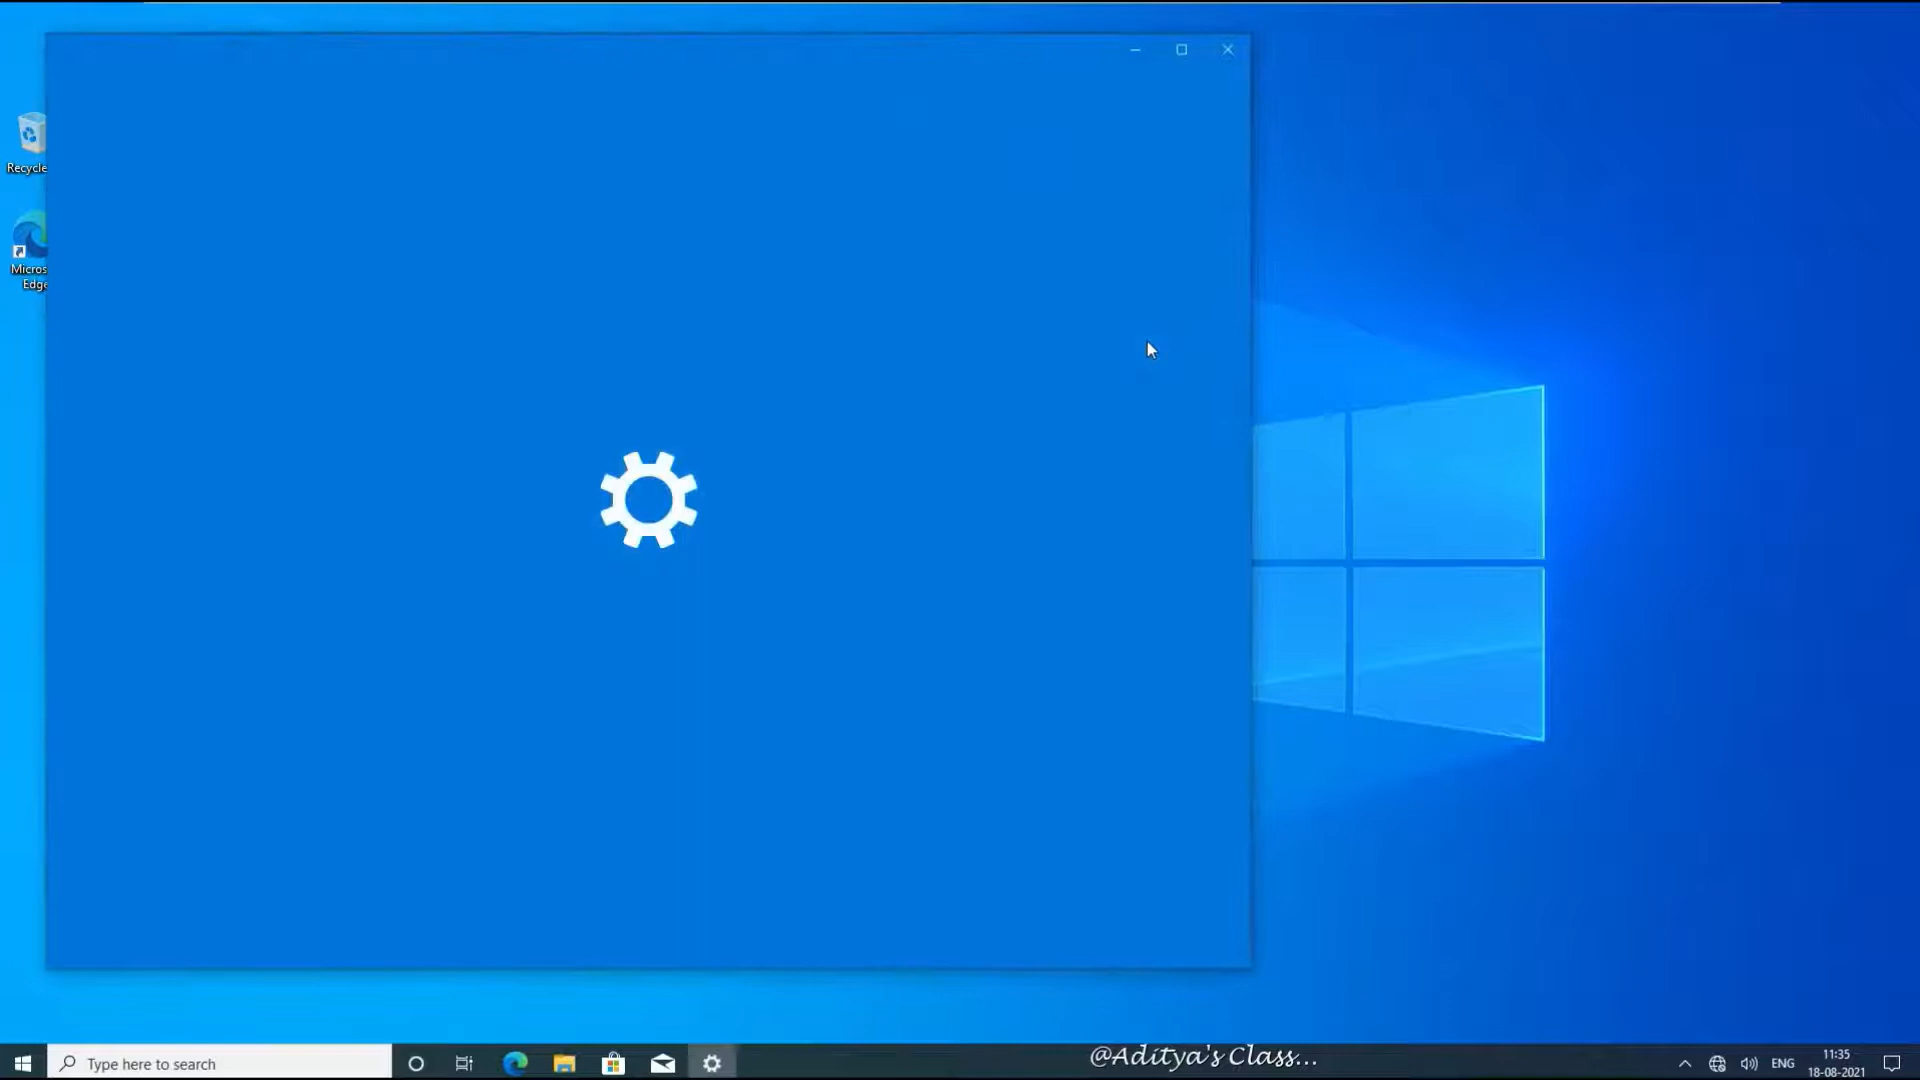 Recycle
Micros
Edge
Type here to search
@Aditya's Class...
ENG
11:35
18-08-2021